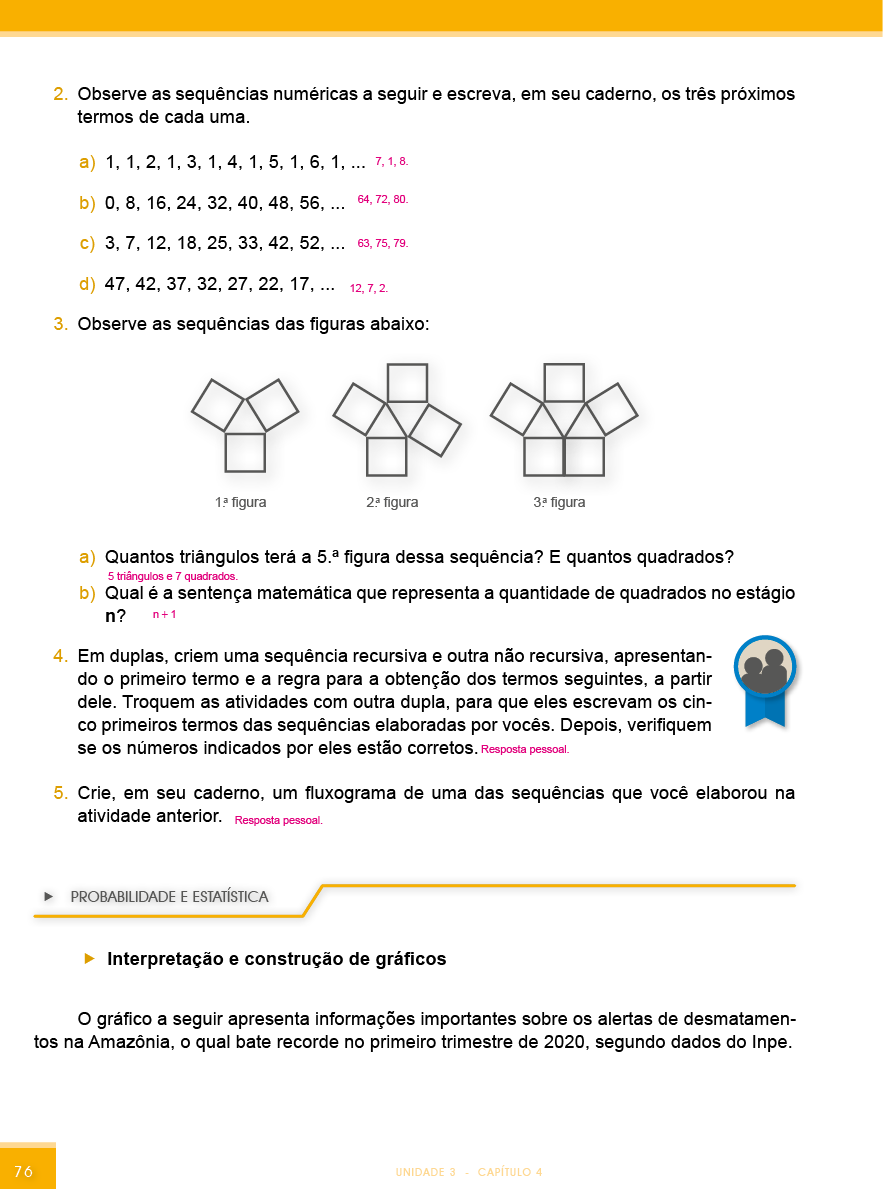 2. Observe as sequências numéricas a seguir e escreva, em seu caderno, os três próximos
termos de cada uma.
a) 1, 1, 2, 1, 3, 1, 4, 1, 5, 1, 6, 1, ... 7, 1, 8.
b) 0, 8, 16, 24, 32, 40, 48, 56, ... 64, 72, 80.
c) 3, 7, 12, 18, 25, 33, 42, 52, ... 63, 75, 79.
d) 47, 42, 37, 32, 27, 22, 17, ... 12, 7, 2.
3. Observe as sequências das figuras abaixo:
1.ª figura 2.ª figura 3.ª figura
a) Quantos triângulos terá a 5.ª figura dessa sequência? E quantos quadrados?
5 triângulos e 7 quadrados.
b) Qual é a sentença matemática que representa a quantidade de quadrados no estágio
n? n + 1
4. Em duplas, criem uma sequência recursiva e outra não recursiva, apresentan-
do o primeiro termo e a regra para a obtenção dos termos seguintes, a partir
dele. Troquem as atividades com outra dupla, para que eles escrevam os cin-
co primeiros termos das sequências elaboradas por vocês. Depois, verifiquem
se os números indicados por eles estão corretos. Resposta pessoal.
5. Crie, em seu caderno, um fluxograma de uma das sequências que você elaborou na
atividade anterior. Resposta pessoal.
PROBABILIDADE E ESTATÍSTICA
Interpretação e construção de gráficos
O gráfico a seguir apresenta informações importantes sobre os alertas de desmatamen-
tos na Amazônia, o qual bate recorde no primeiro trimestre de 2020, segundo dados do Inpe.
76
UNIDADE 3 - CAPÍTULO 4